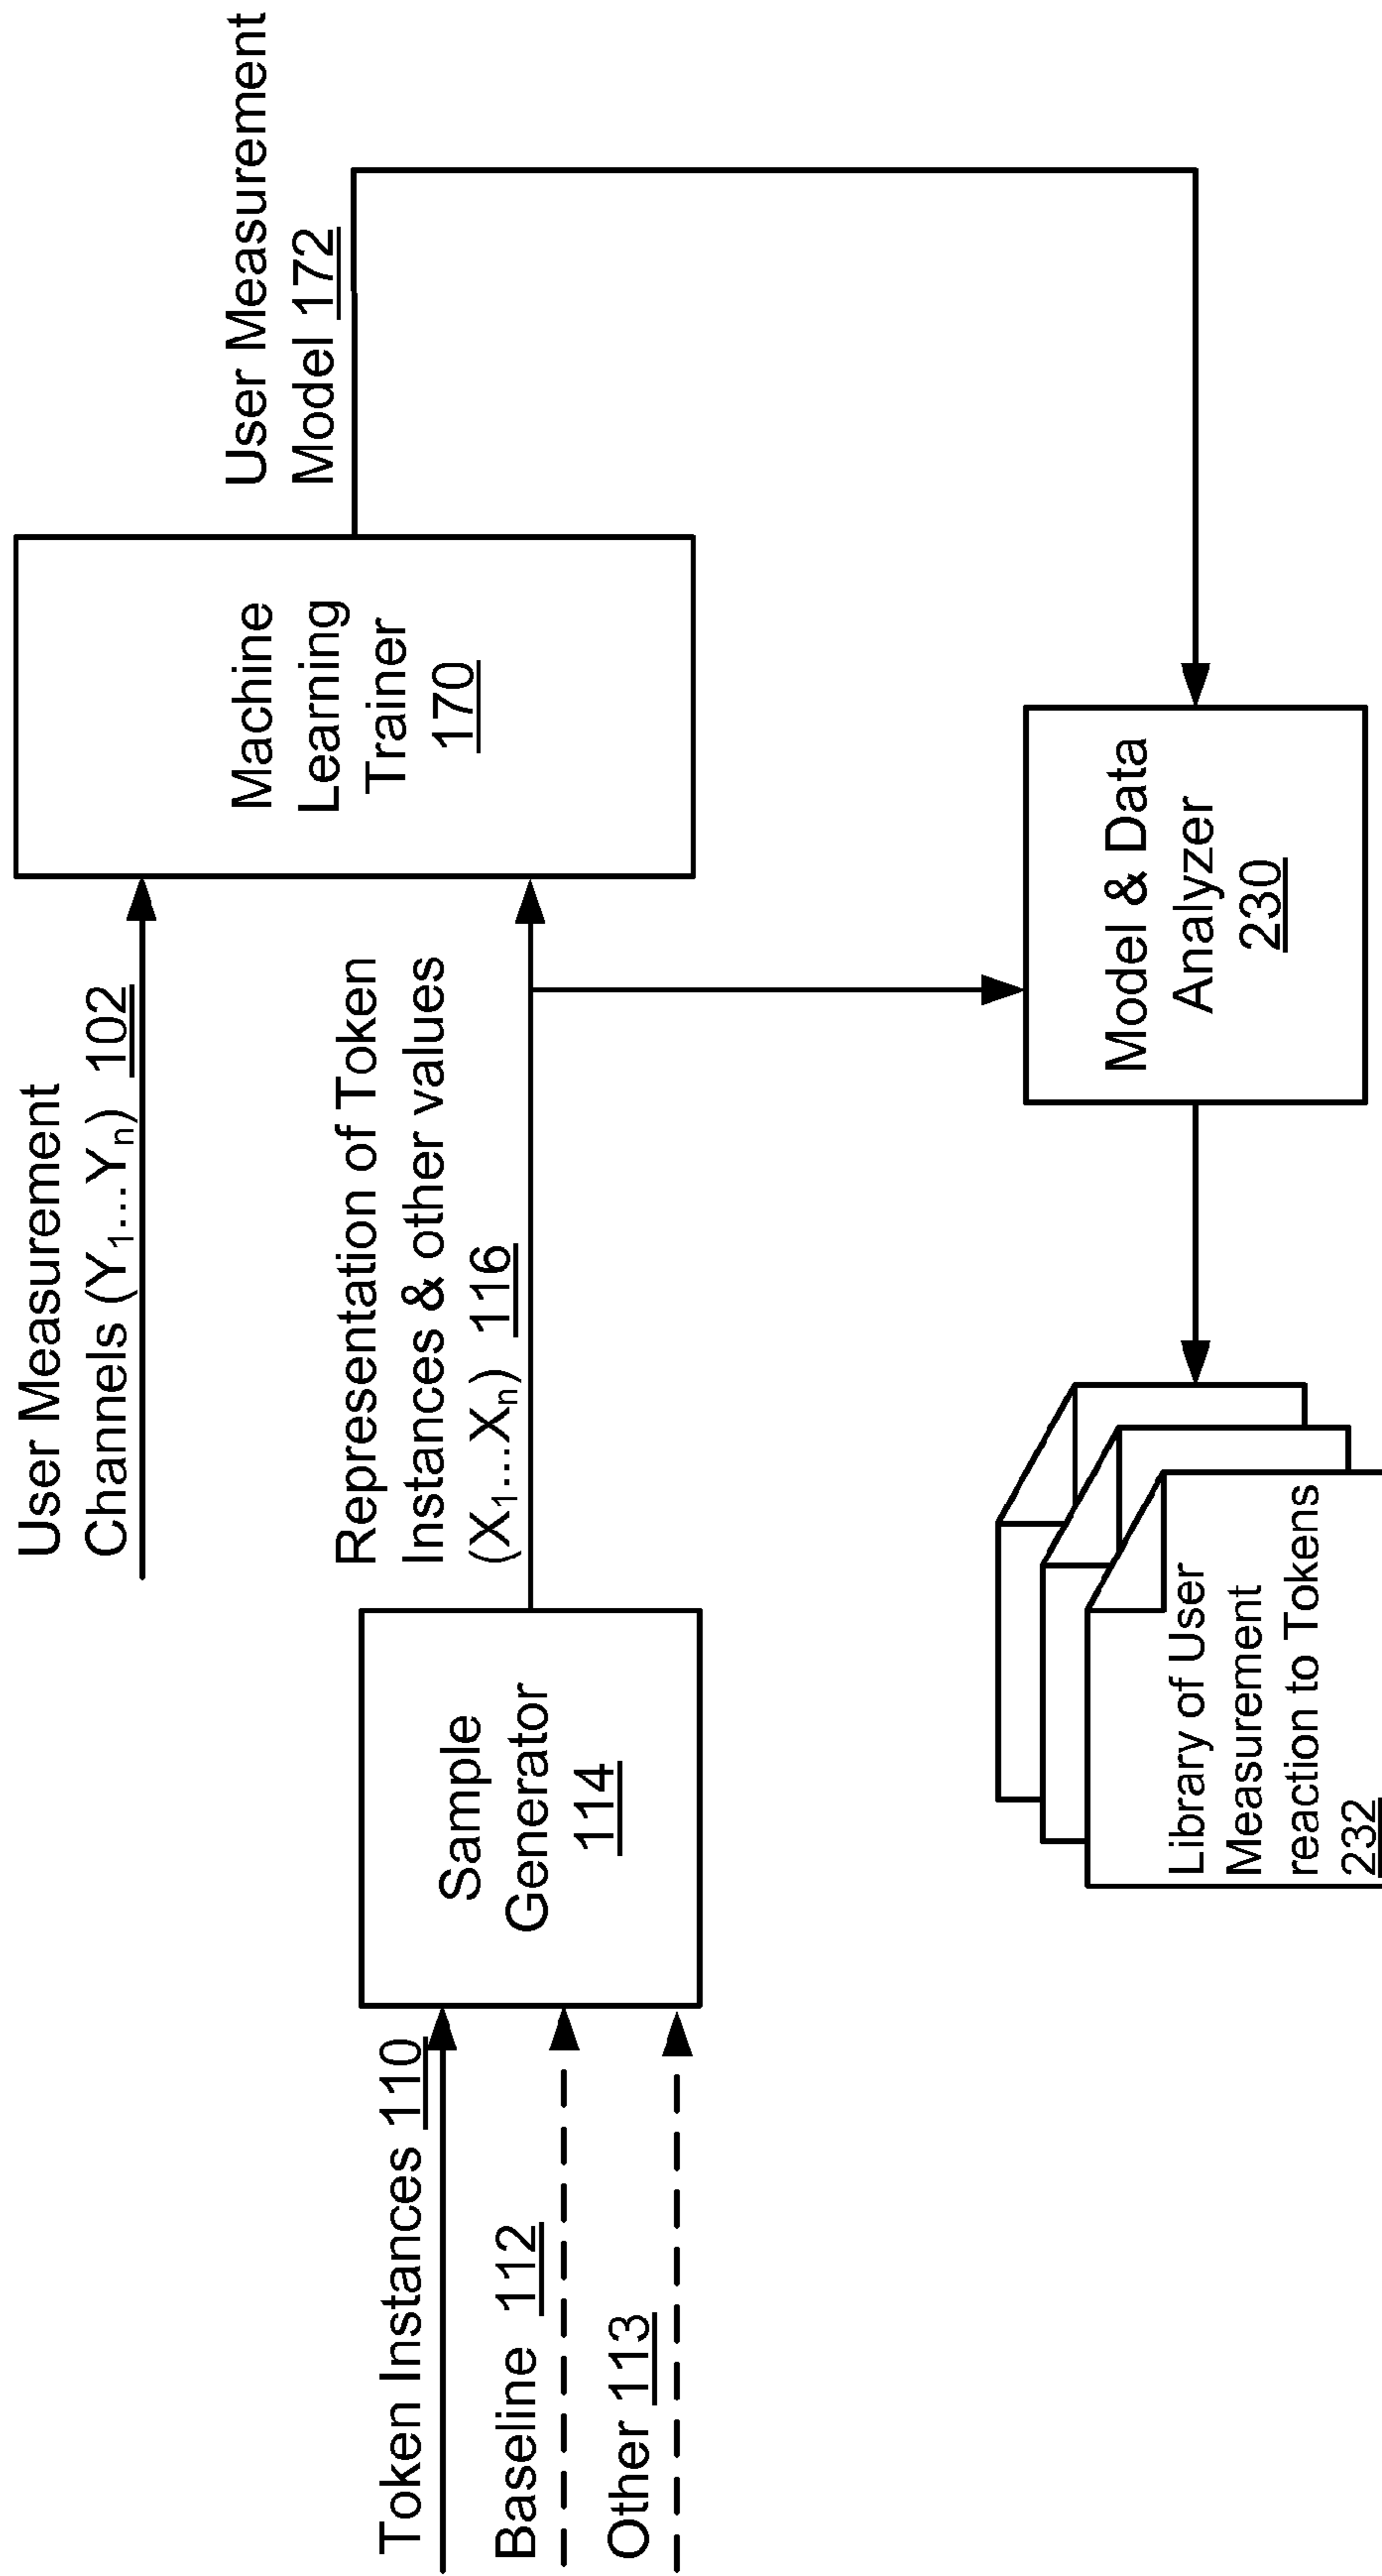 User Measurement
Channels (Y1...Yn) 102
User Measurement
Model 172
Machine
Learning
Trainer
170
Representation of Token
Instances & other values
(X1...Xn) 116
Token Instances 110
Baseline 112
Other 113
Sample
Generator
114
Model & Data
Analyzer
230
Library of User
Measurement
reaction to Tokens
232